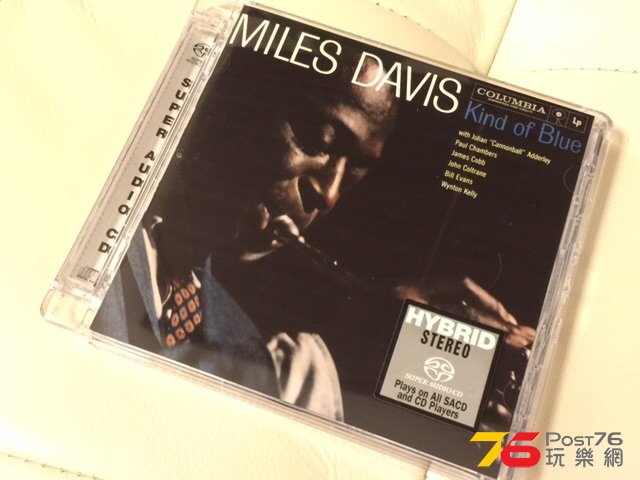 SUPER AUDIO CD
MILES DAVIS
COLUMBIA
Lp
Kind of Blue
with Julian "Cannonball" Adderley
Paul Chambers
James Cobb
John Coltrane
Bill Evans
Wynton Kelly
HYBRID
STEREO
SUPER AUDIO CD
Plays on All SACD
and CD Players
76 POST76
玩樂網